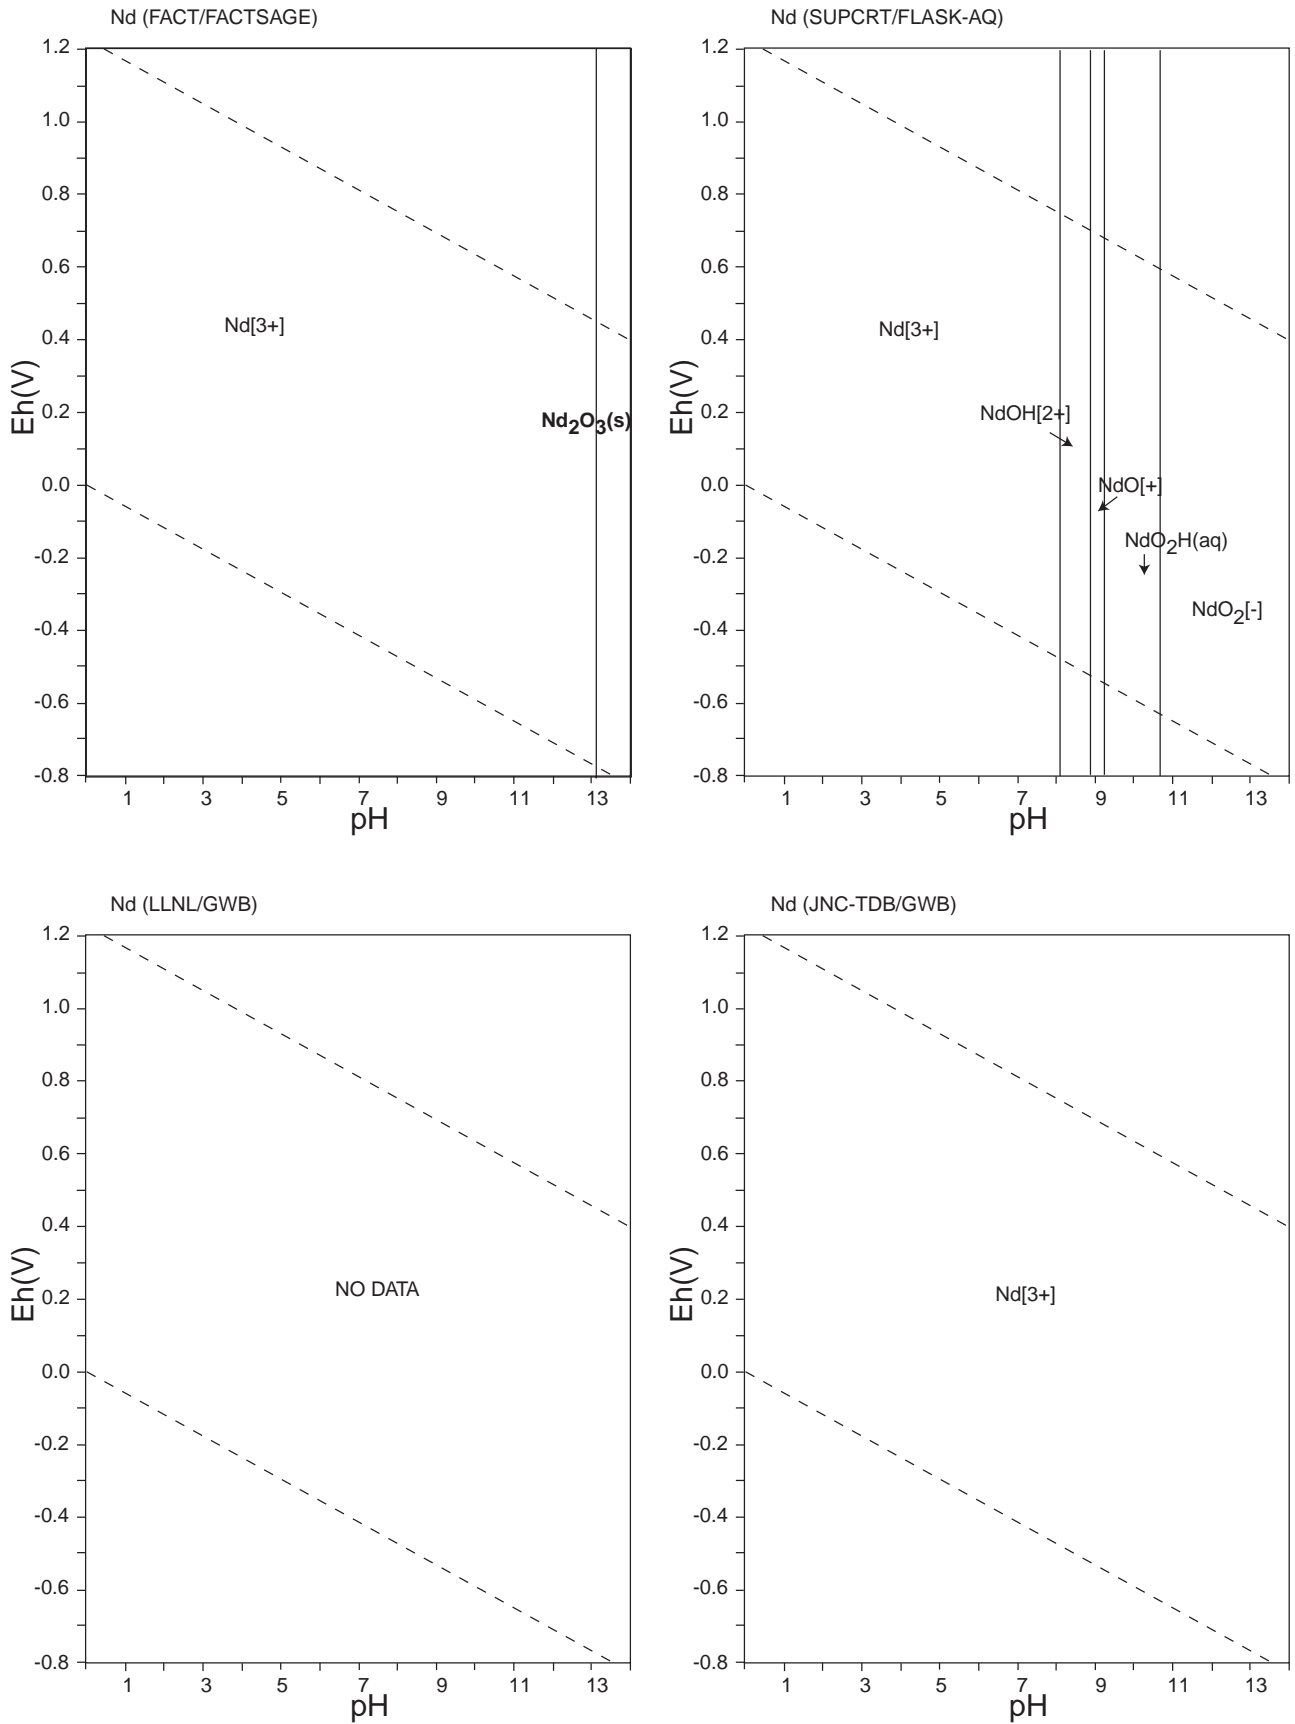 Nd (FACT/FACTSAGE)
1.2
1.0
0.8
0.6
0.4
0.2
0.0
-0.2
-0.4
-0.6
-0.8
Eh(V)
Nd[3+]
Nd2O3(s)
1 3 5 7 9 11 13
pH
Nd (SUPCRT/FLASK-AQ)
1.2
1.0
0.8
0.6
0.4
0.2
0.0
-0.2
-0.4
-0.6
-0.8
Eh(V)
Nd[3+]
NdOH[2+]
NdO[+]
NdO2H(aq)
NdO2[-]
1 3 5 7 9 11 13
pH
Nd (LLNL/GWB)
1.2
1.0
0.8
0.6
0.4
0.2
0.0
-0.2
-0.4
-0.6
-0.8
Eh(V)
NO DATA
1 3 5 7 9 11 13
pH
Nd (JNC-TDB/GWB)
1.2
1.0
0.8
0.6
0.4
0.2
0.0
-0.2
-0.4
-0.6
-0.8
Eh(V)
Nd[3+]
1 3 5 7 9 11 13
pH